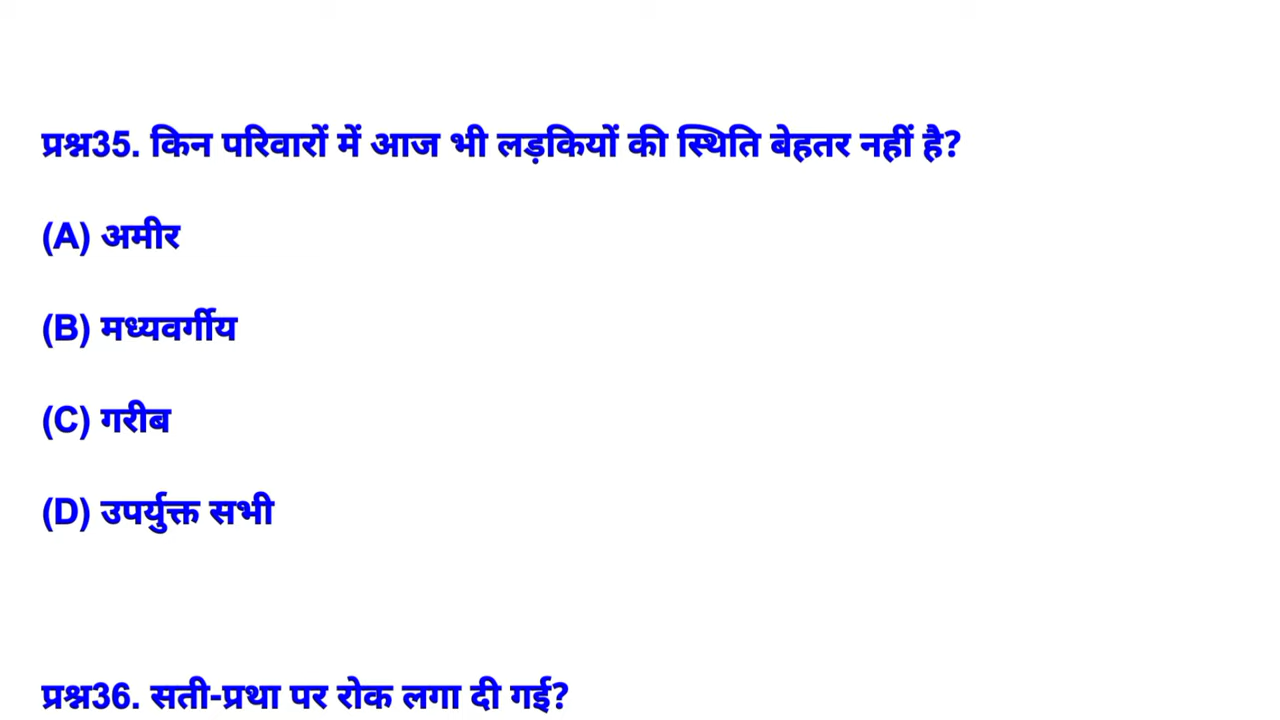 प्रश्न35. किन परिवारों में आज भी लड़कियों की स्थिति बेहतर नहीं है?
(A) अमीर
(B) मध्यवर्गीय
(C) गरीब
(D) उपर्युक्त सभी
प्रश्न36. सती-प्रथा पर रोक लगा दी गई?